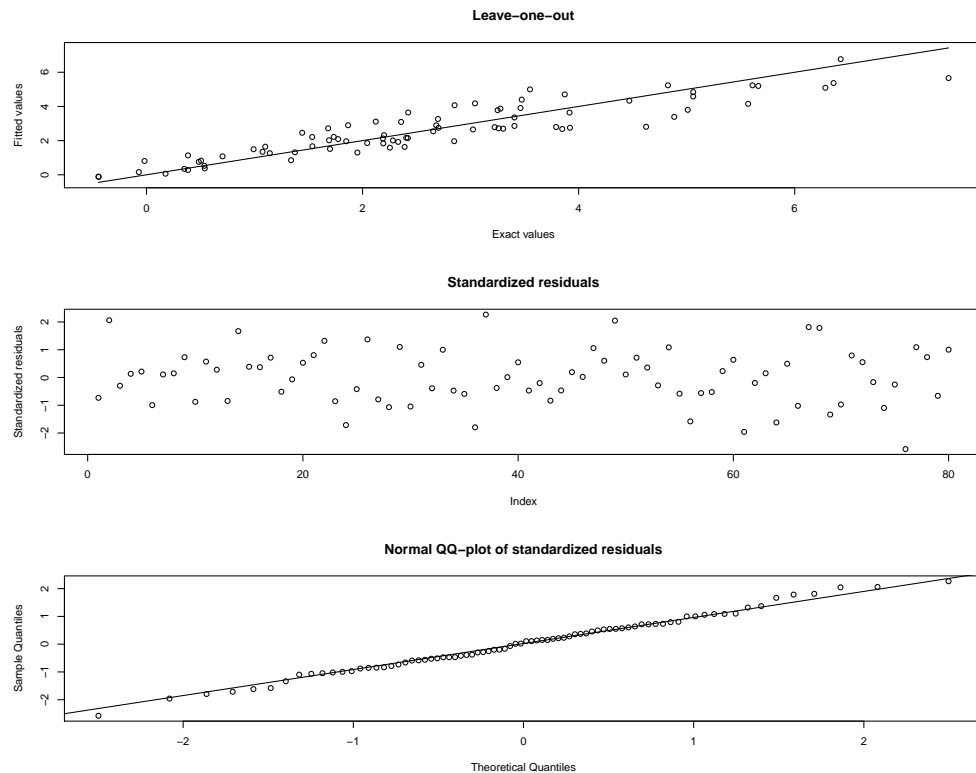 Leave−one−out
Fitted values
0 2 4 6
0 2 4 6
Exact values
Standardized residuals
Standardized residuals
−2 −1 0 1 2
0 20 40 60 80
Index
Normal QQ−plot of standardized residuals
Sample Quantiles
−2 −1 0 1 2
−2 −1 0 1 2
Theoretical Quantiles